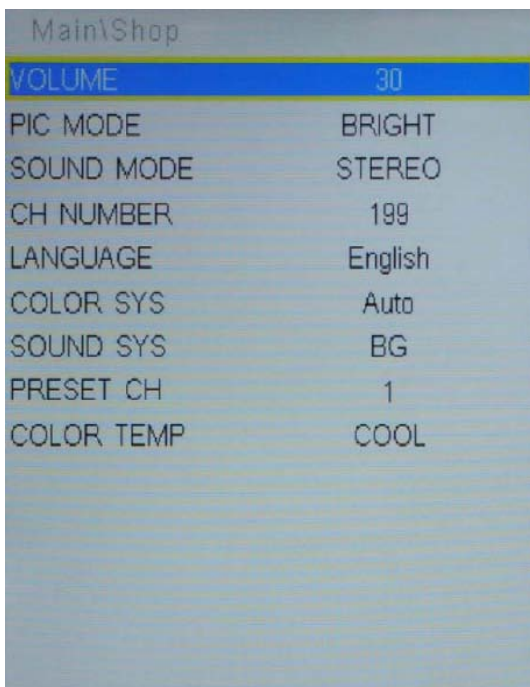 Main\Shop
VOLUME 30
PIC MODE BRIGHT
SOUND MODE STEREO
CH NUMBER 199
LANGUAGE English
COLOR SYS Auto
SOUND SYS BG
PRESET CH 1
COLOR TEMP COOL